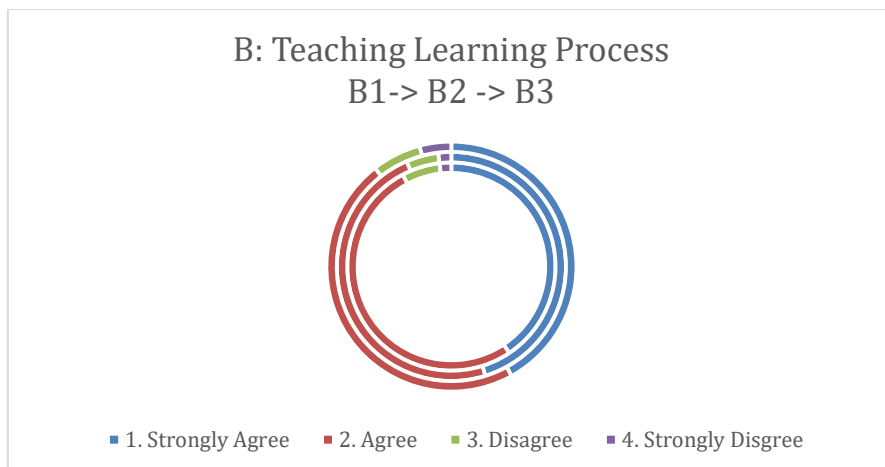 B: Teaching Learning Process
B1-> B2 -> B3
1. Strongly Agree 2. Agree 3. Disagree 4. Strongly Disgree